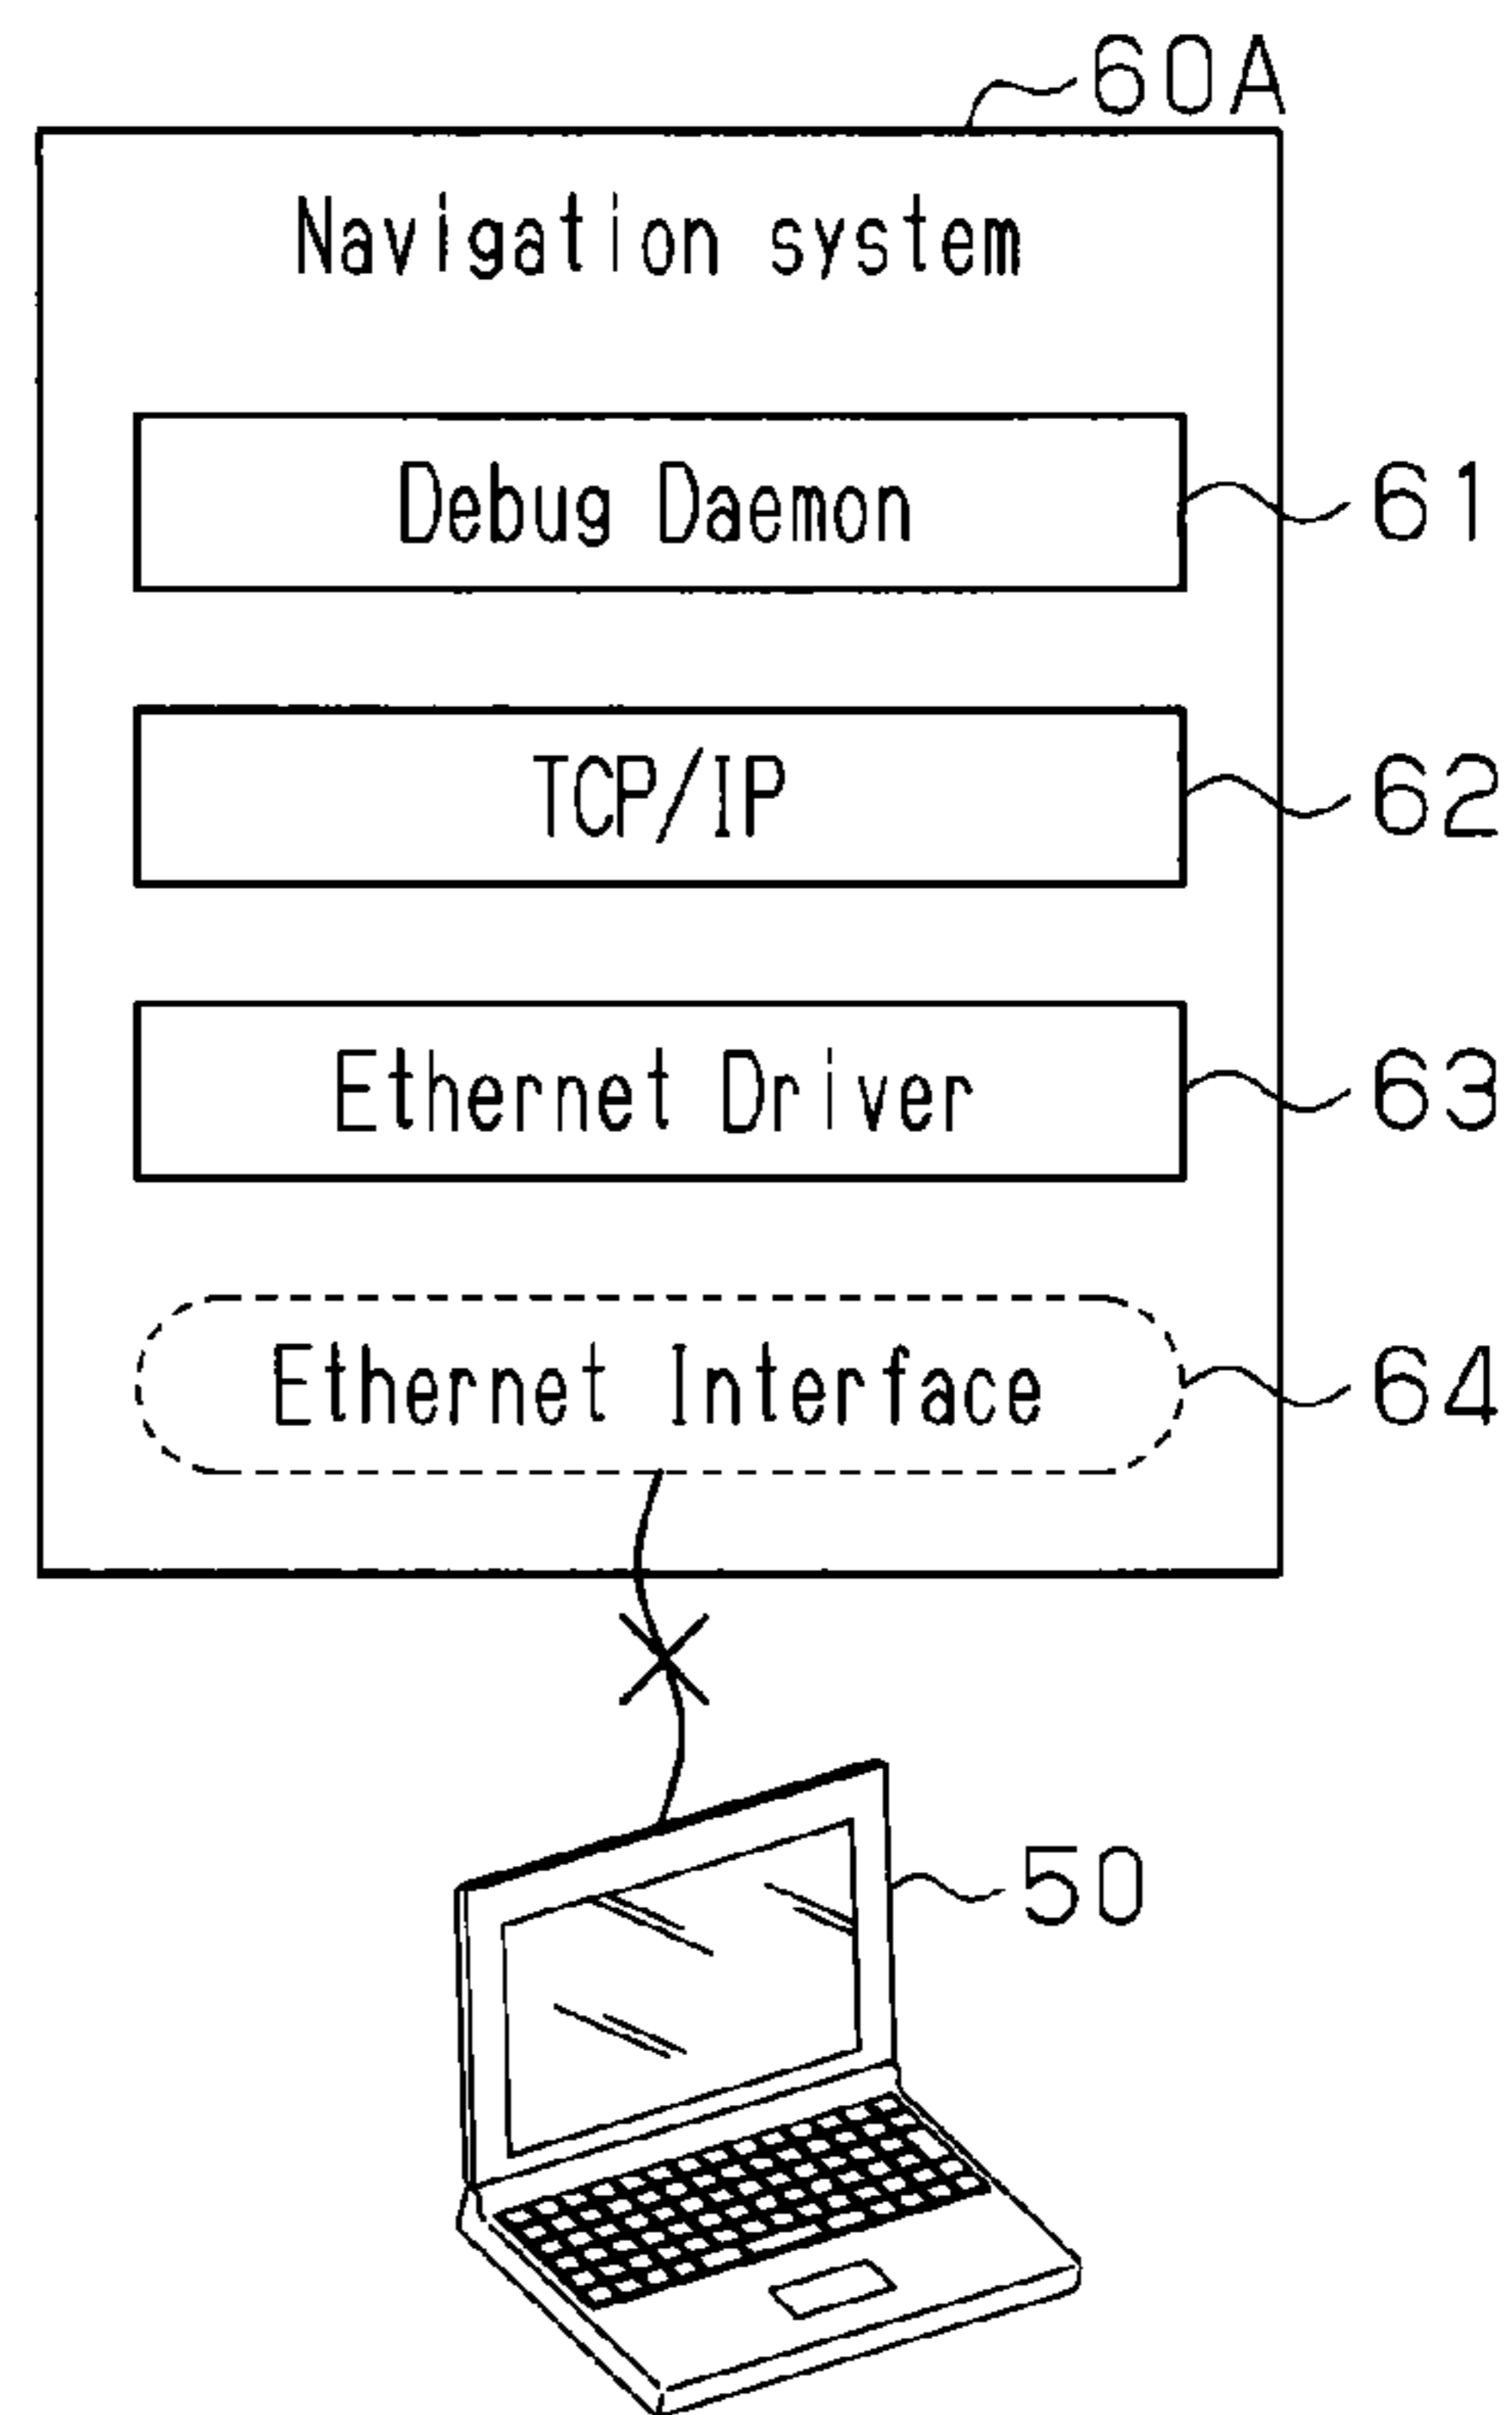 60A
Navigation system
Debug Daemon 61
TCP/IP 62
Ethernet Driver 63
Ethernet Interface 64
50